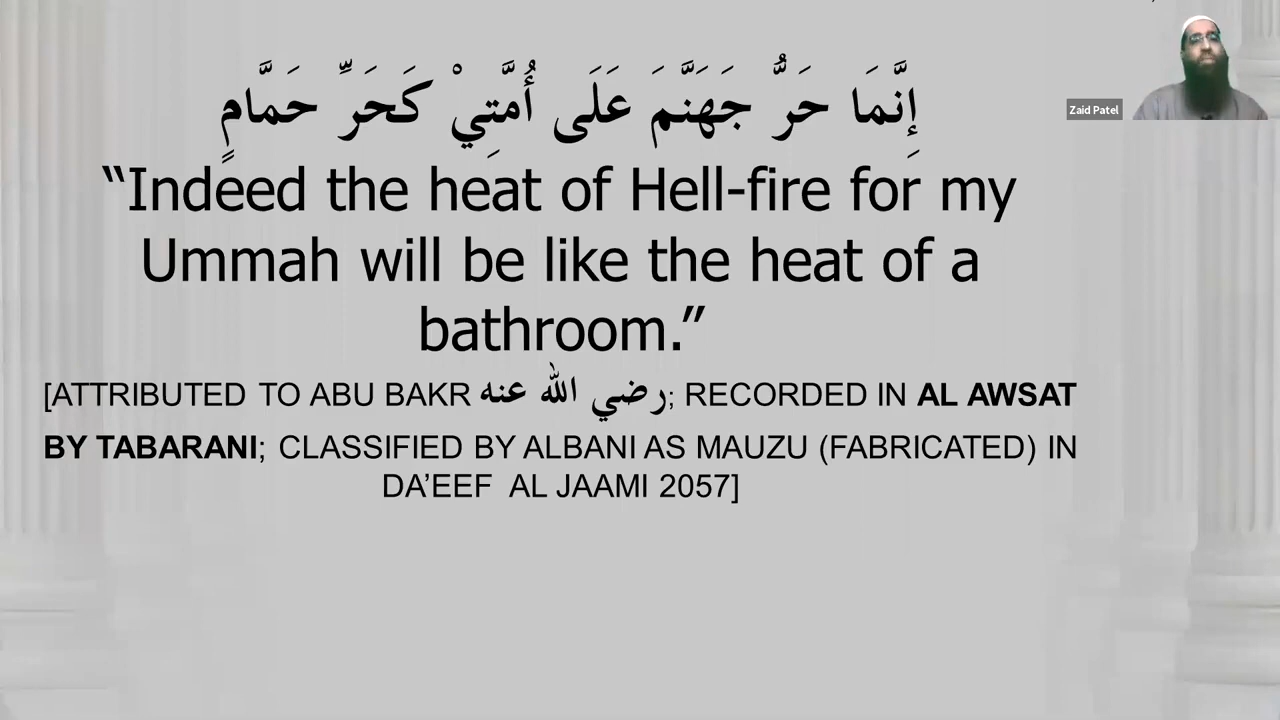 Zaid Patel
إِنَّمَا حَرُّ جَهَنَّمَ عَلَى أُمَّتِيْ كَحَرِّ حَمَّامٍ
“Indeed the heat of Hell-fire for my
Ummah will be like the heat of a
bathroom.”
[ATTRIBUTED TO ABU BAKR رضي الله عنه; RECORDED IN AL AWSAT
BY TABARANI; CLASSIFIED BY ALBANI AS MAUZU (FABRICATED) IN
DA’EEF AL JAAMI 2057]